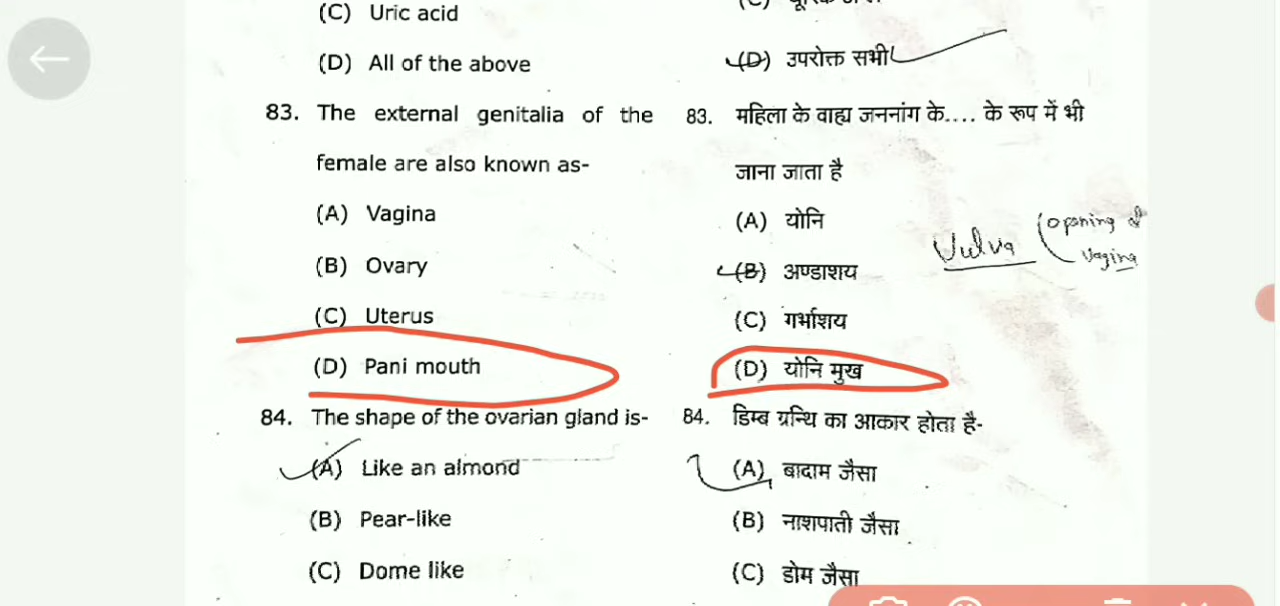 (C) Uric acid
(D) All of the above
(D) उपरोक्त सभी
83. The external genitalia of the
female are also known as-
(A) Vagina
(B) Ovary
(C) Uterus
(D) Pani mouth
83. महिला के वाह्य जननांग के.... के रूप में भी
जाना जाता है
(A) योनि
(B) अण्डाशय
(C) गर्भाशय
(D) योनि मुख
Vulva
(opening of
vagina
84. The shape of the ovarian gland is-
(A) Like an almond
(B) Pear-like
(C) Dome like
84. डिम्ब ग्रन्थि का आकार होता है-
(A) बादाम जैसा
(B) नाशपाती जैसा
(C) डोम जैसा